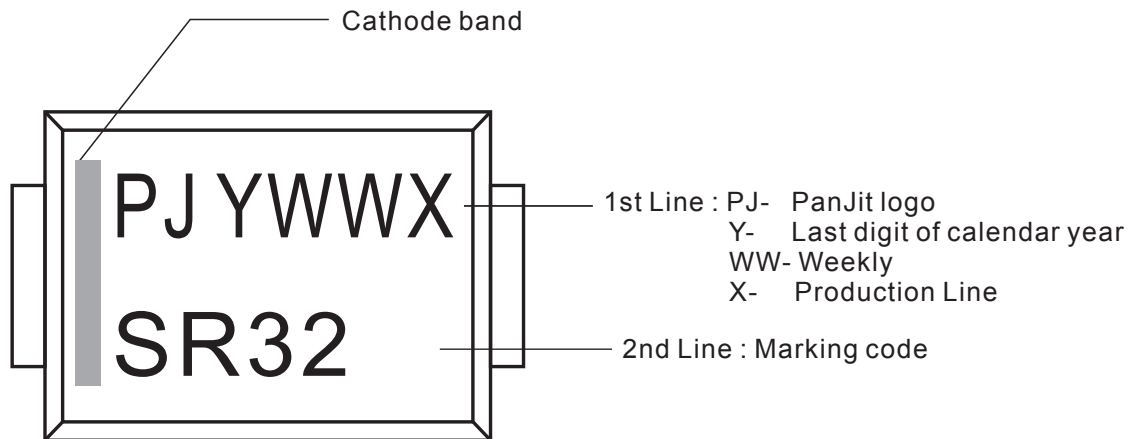 Cathode band
PJ YWWX
SR32
1st Line : PJ- PanJit logo
Y- Last digit of calendar year
WW- Weekly
X- Production Line
2nd Line : Marking code